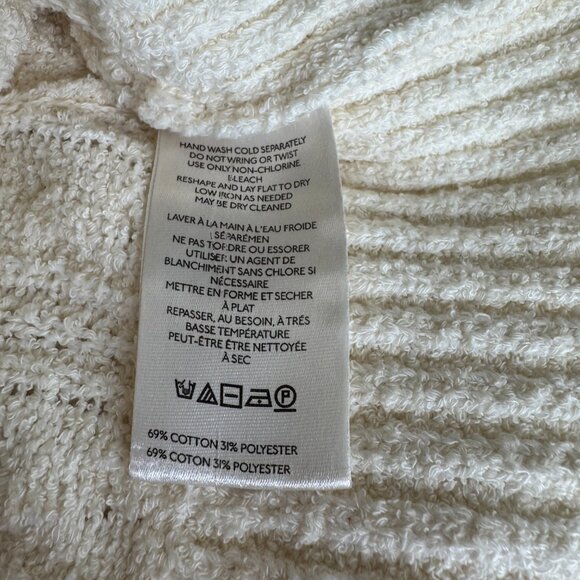 HAND WASH COLD SEPARATELY
DO NOT WRING OR TWIST
USE ONLY NON-CHLORINE
BLEACH
RESHAPE AND LAY FLAT TO DRY
LOW IRON AS NEEDED
MAY BE DRY CLEANED
LAVER À LA MAIN À L'EAU FROIDE
SÉPARÉMEN
NE PAS TORDRE OU ESSORER
UTILISER UN AGENT DE
BLANCHIMENT SANS CHLORE SI
NÉCESSAIRE
METTRE EN FORME ET SECHER
À PLAT
REPASSER, AU BESOIN, À TRÉS
BASSE TEMPÉRATURE
PEUT-ÊTRE ÊTRE NETTOYÉE
À SEC
P
69% COTTON 31% POLYESTER
69% COTON 31% POLYESTER